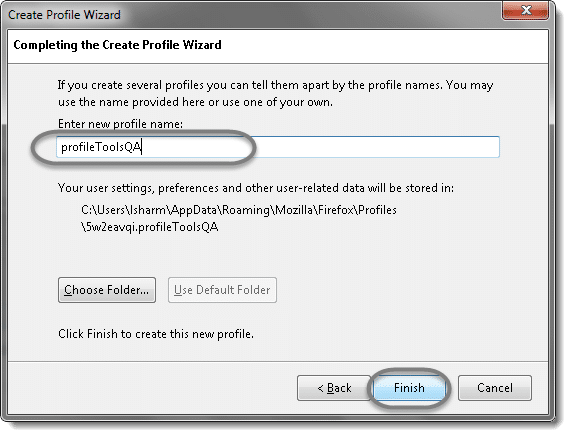 Create Profile Wizard
Completing the Create Profile Wizard
If you create several profiles you can tell them apart by the profile names. You may
use the name provided here or use one of your own.
Enter new profile name:
profileToolsQA
Your user settings, preferences and other user-related data will be stored in:
C:\Users\lsharm\AppData\Roaming\Mozilla\Firefox\Profiles
\5w2eavqi.profileToolsQA
Choose Folder...
Use Default Folder
Click Finish to create this new profile.
< Back
Finish
Cancel